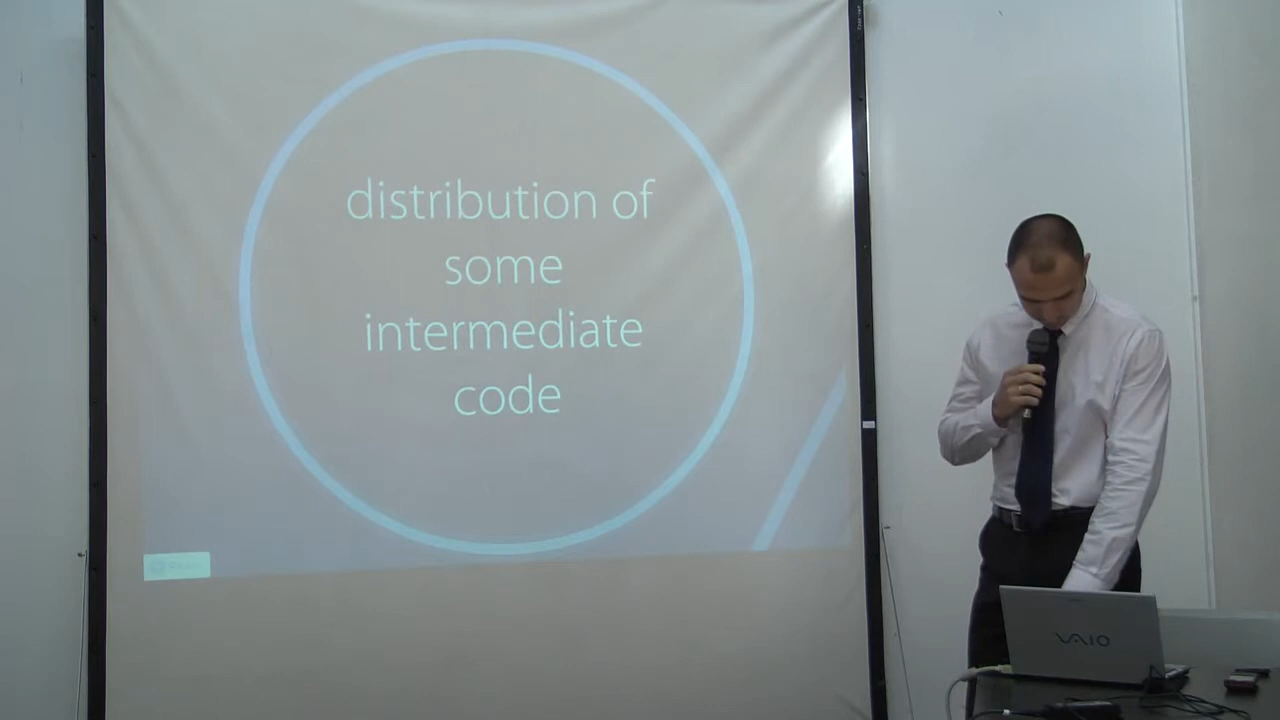 distribution of
some
intermediate
code
VAIO